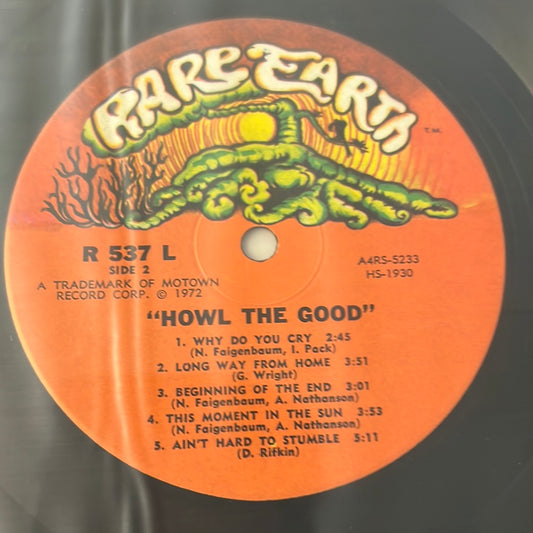 RARE EARTH
T.M.
R 537 L
SIDE 2
A4RS-5233
HS-1930
A TRADEMARK OF MOTOWN
RECORD CORP. © 1972
"HOWL THE GOOD"
1. WHY DO YOU CRY 2:45
(N. Faigenbaum, I. Pack)
2. LONG WAY FROM HOME 3:51
(G. Wright)
3. BEGINNING OF THE END 3:01
(N. Faigenbaum, A. Nathanson)
4. THIS MOMENT IN THE SUN 3:53
(N. Faigenbaum, A. Nathanson)
5. AIN'T HARD TO STUMBLE 5:11
(D. Rifkin)